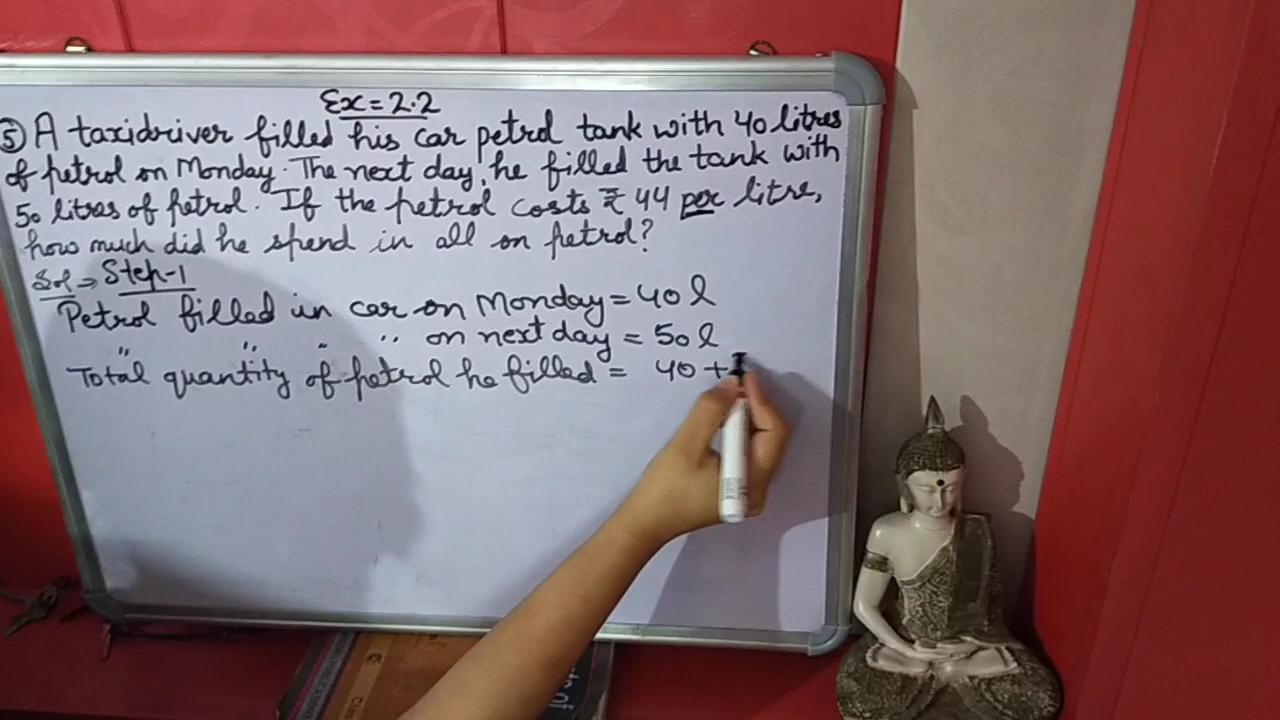 Ex = 2.2
⑤ A taxidriver filled his car petrol tank with 40 litres
of petrol on Monday. The next day, he filled the tank with
50 litres of petrol. If the petrol costs ₹ 44 per litre,
how much did he spend in all on petrol?
Sol ⇒ Step-1
Petrol filled in car on Monday = 40 l
" " " " on next day = 50 l
Total quantity of petrol he filled = 40 +